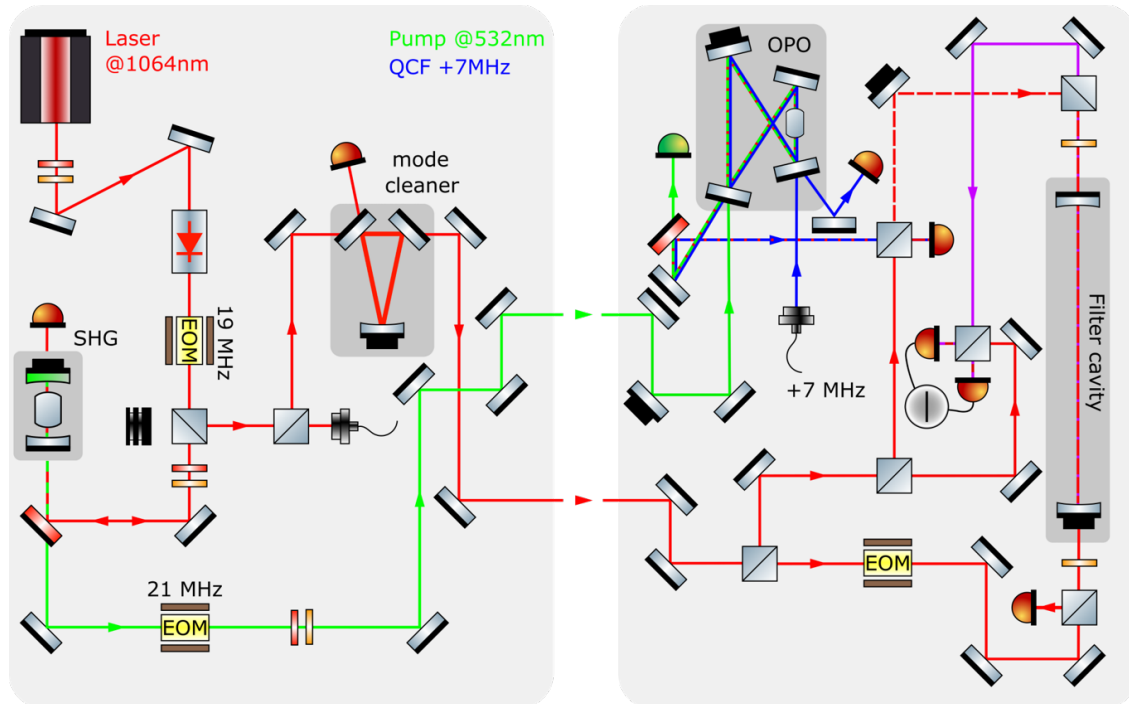 Laser
@1064nm
Pump @532nm
QCF +7MHz
OPO
mode
cleaner
19 MHz
EOM
SHG
+7 MHz
Filter cavity
21 MHz
EOM
EOM